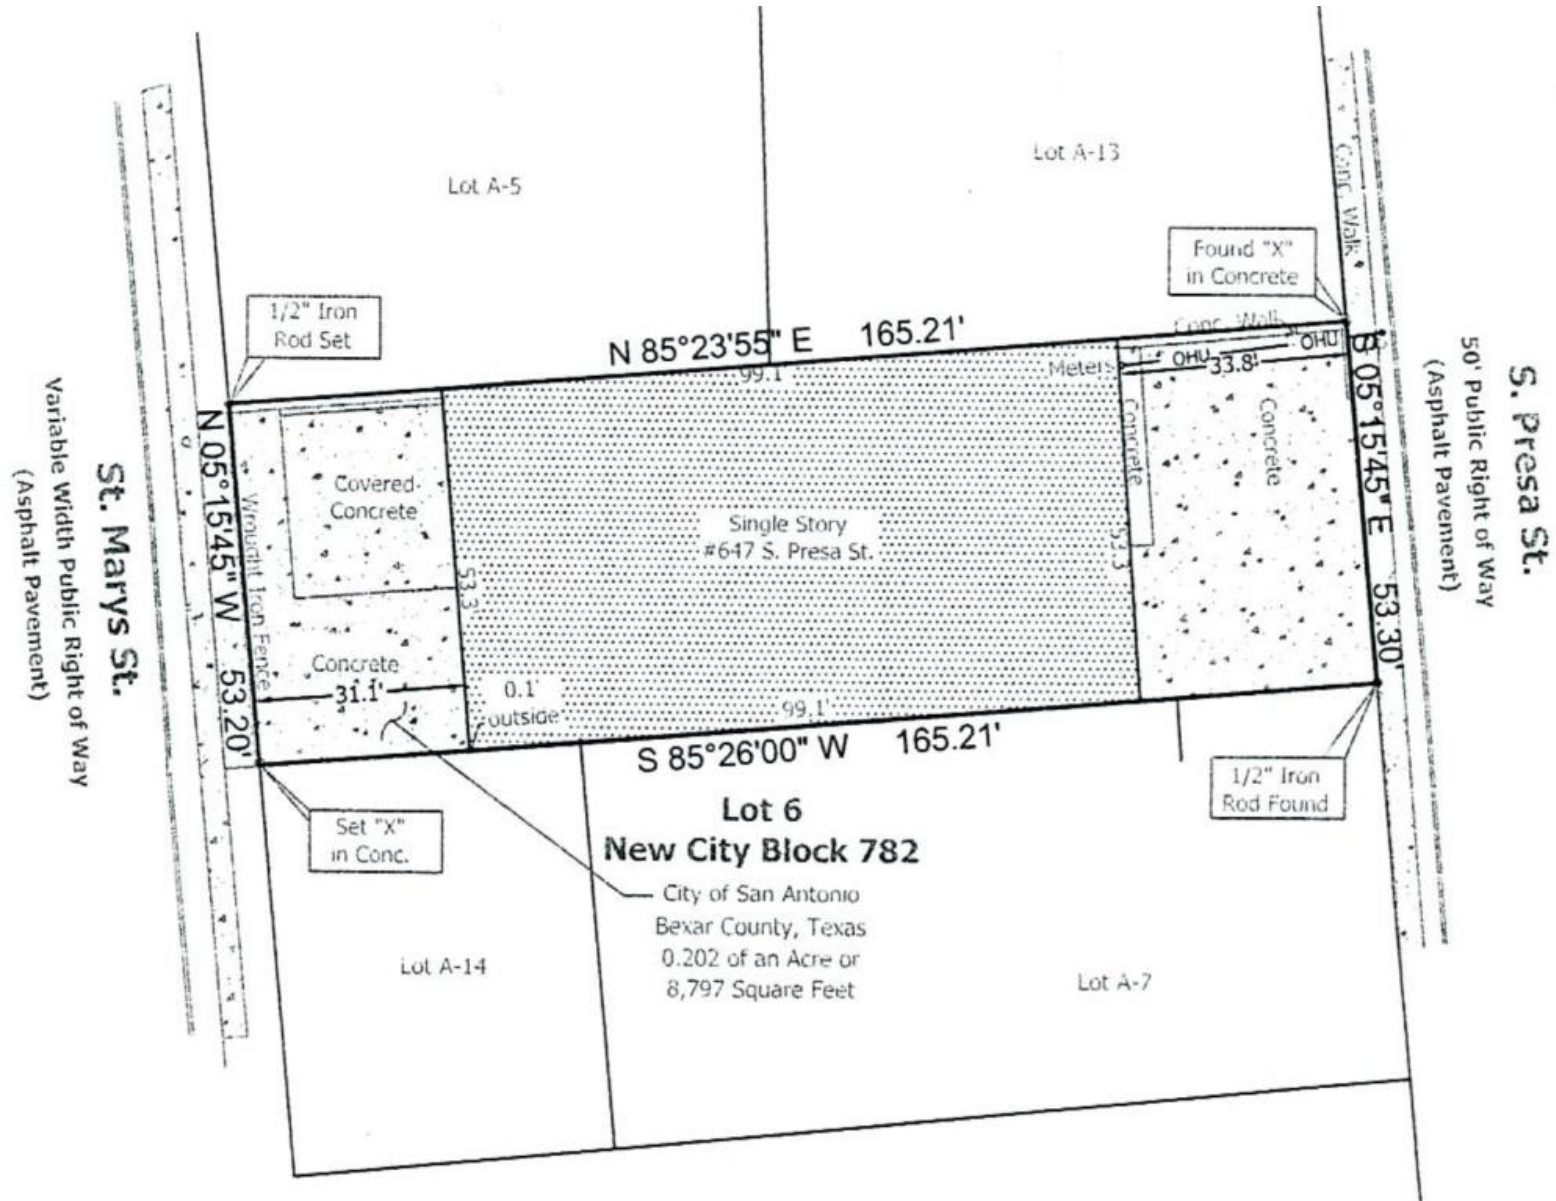 Lot A-5
Lot A-13
Conc. Walk
Found "X"
in Concrete
1/2" Iron
Rod Set
N 85°23'55" E 165.21'
Conc. Walk
99.1'
Meters
OHU
33.8'
OHU
B 05°15'45" E 53.30'
S. Presa St.
50' Public Right of Way
(Asphalt Pavement)
St. Marys St.
Variable Width Public Right of Way
(Asphalt Pavement)
N 05°15'45" W 53.20'
Wrought Iron Fence
Covered
Concrete
Concrete
Concrete
Single Story
#647 S. Presa St.
53.3
53.3
Concrete
31.1'
0.1'
outside
99.1'
S 85°26'00" W 165.21'
1/2" Iron
Rod Found
Set "X"
in Conc.
Lot 6
New City Block 782
City of San Antonio
Bexar County, Texas
0.202 of an Acre or
8,797 Square Feet
Lot A-14
Lot A-7